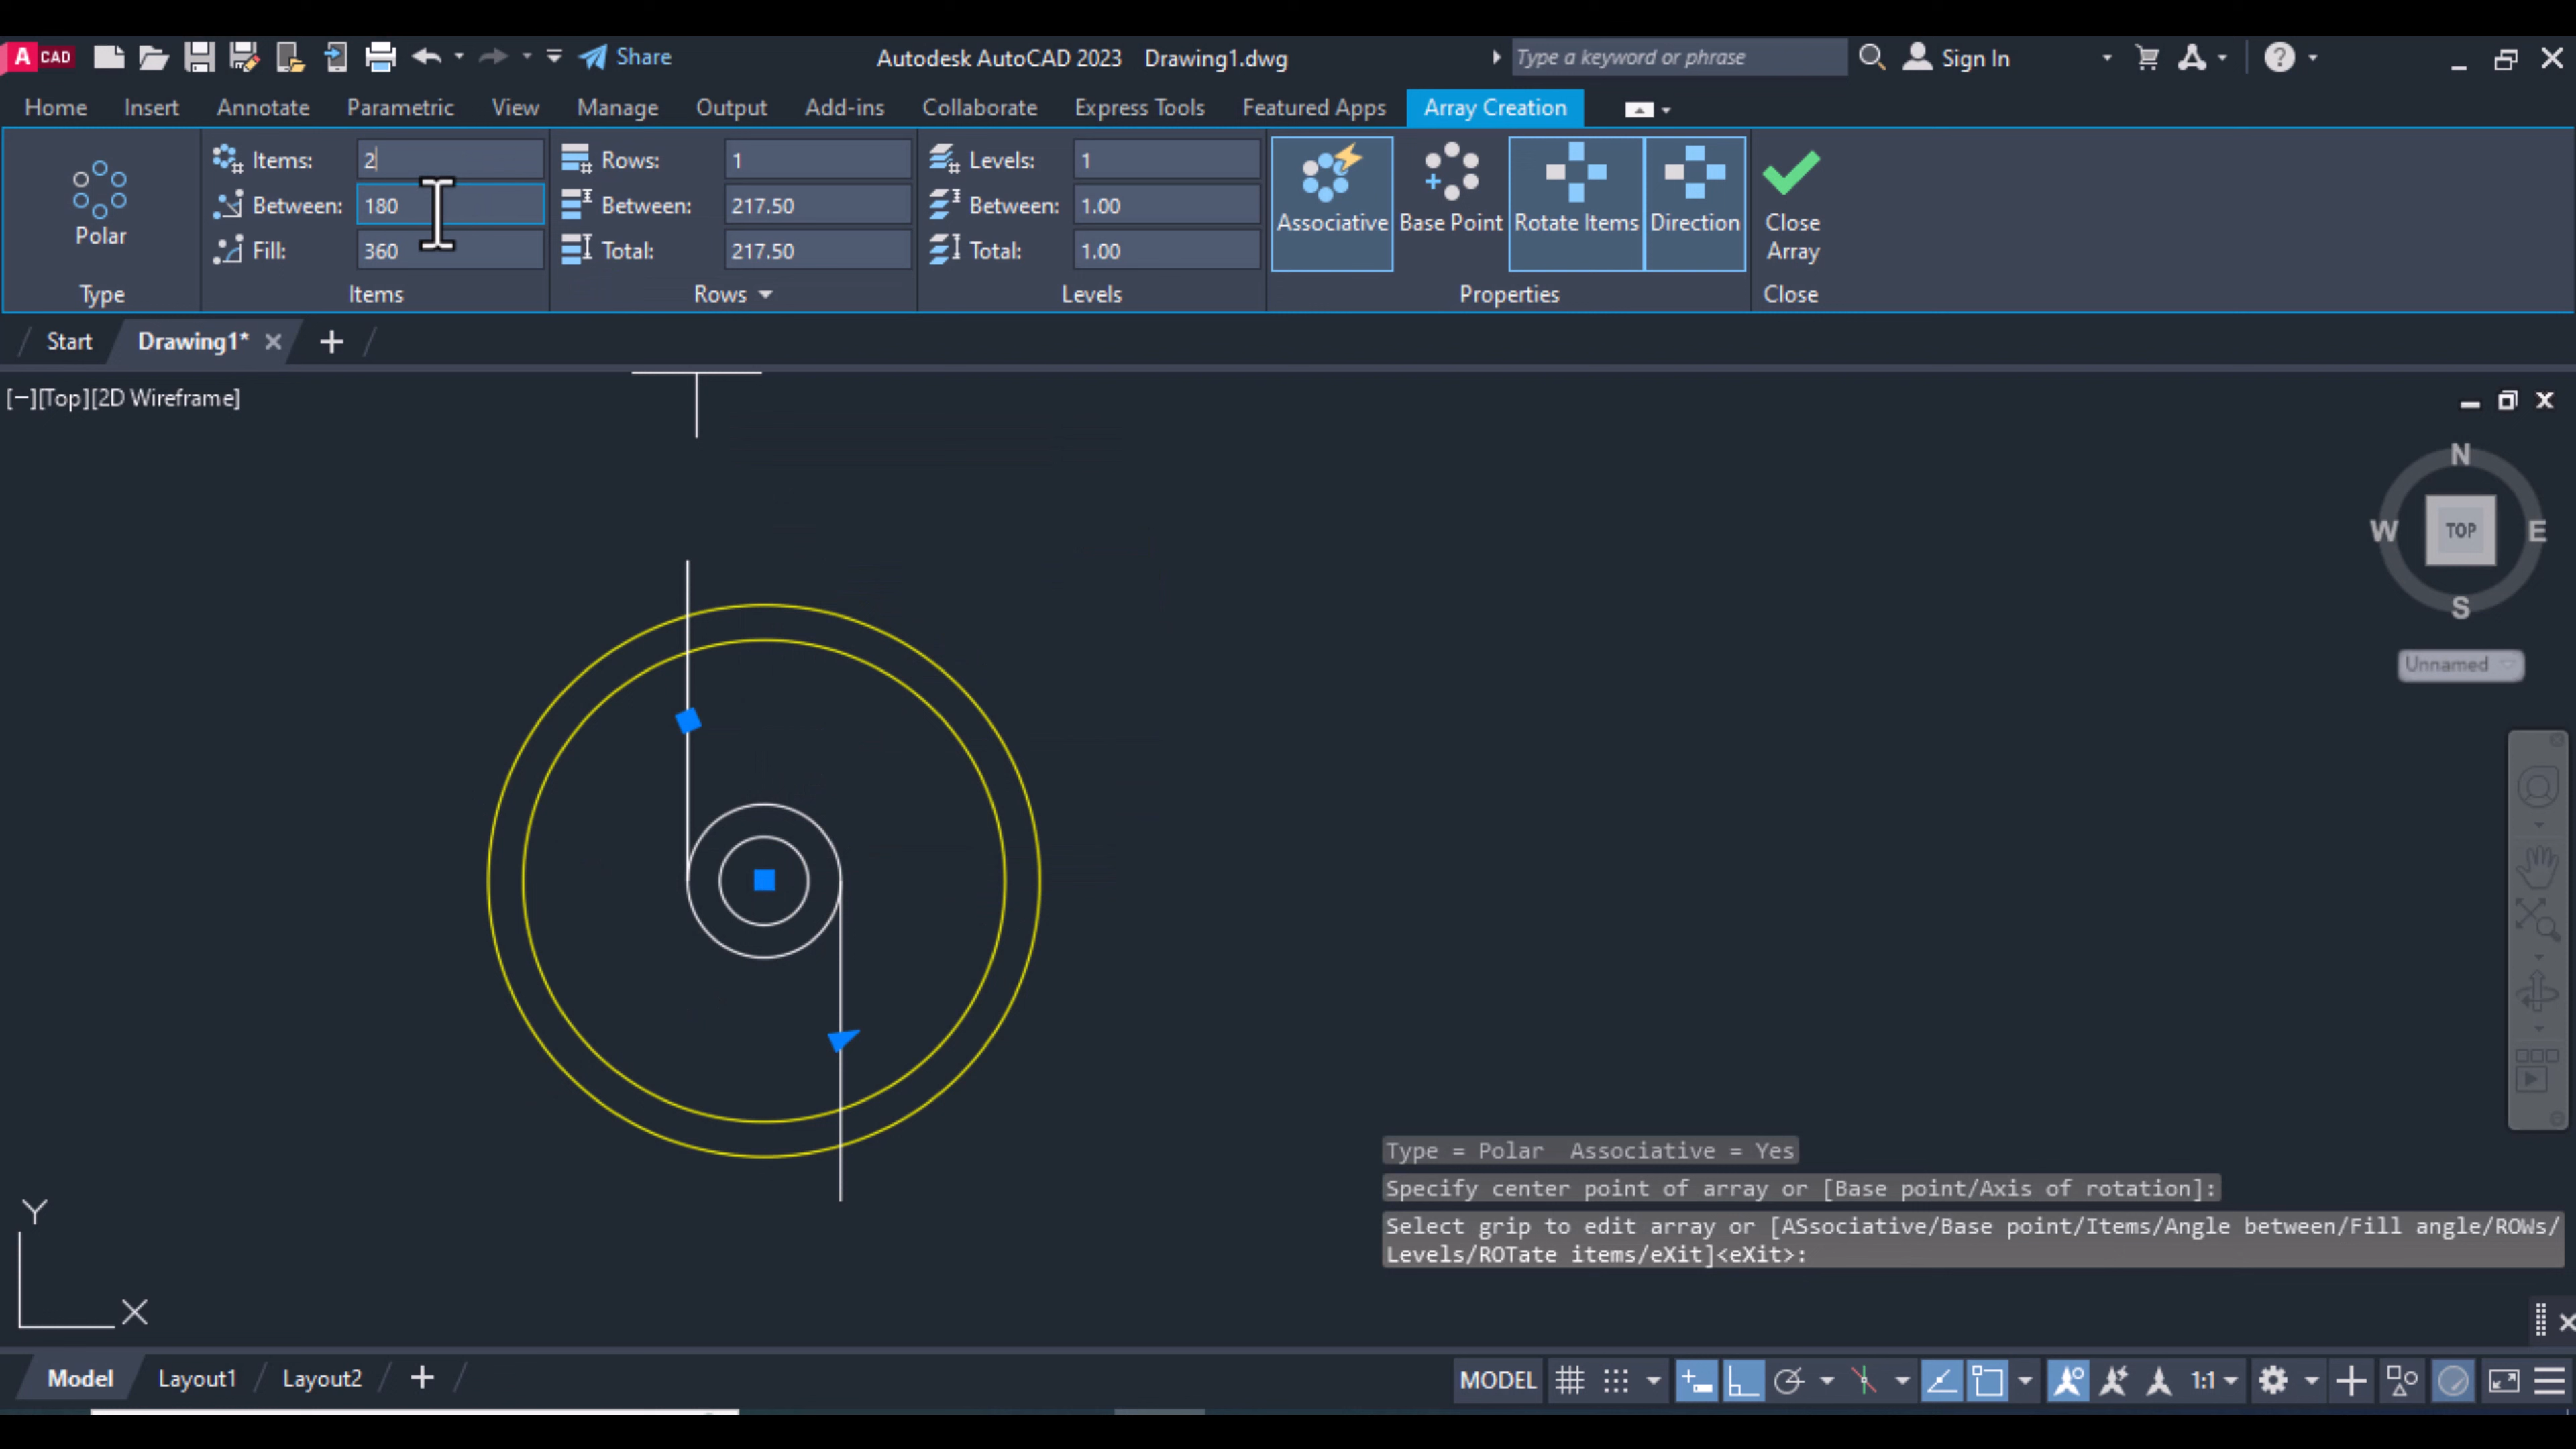 A CAD Share Autodesk AutoCAD 2023 Drawing1.dwg Type a keyword or phrase Sign In
Home Insert Annotate Parametric View Manage Output Add-ins Collaborate Express Tools Featured Apps Array Creation
Items: 2 Rows: 1 Levels: 1
Between: 180 Between: 217.50 Between: 1.00 Associative Base Point Rotate Items Direction Close
Polar Fill: 360 Total: 217.50 Total: 1.00 Array
Type Items Rows Levels Properties Close
Start Drawing1* +
[−][Top][2D Wireframe]
N
W TOP E
S
Unnamed
Type = Polar Associative = Yes
Specify center point of array or [Base point/Axis of rotation]:
Select grip to edit array or [ASsociative/Base point/Items/Angle between/Fill angle/ROWs/
Levels/ROTate items/eXit]<eXit>:
Y
X
Model Layout1 Layout2 + MODEL 1:1